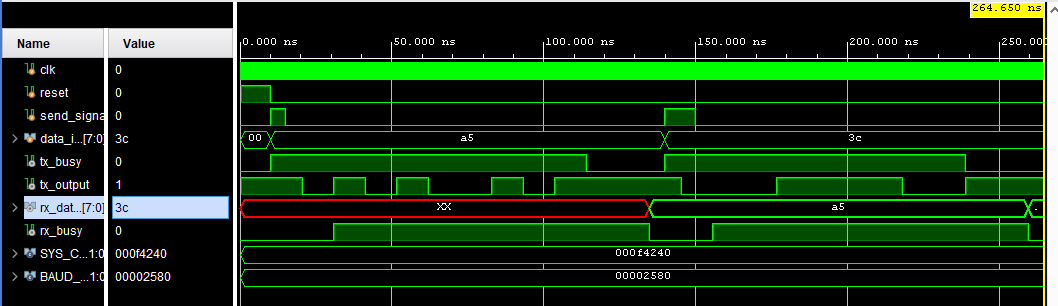 264.650 ns
Name Value
0.000 ns 50.000 ns 100.000 ns 150.000 ns 200.000 ns 250.00
clk 0
reset 0
send_signa 0
data_i...[7:0] 3c 00 a5 3c
tx_busy 0
tx_output 1
rx_dat...[7:0] 3c XX a5
rx_busy 0
SYS_C...1:0 000f4240 000f4240
BAUD_...1:0 00002580 00002580